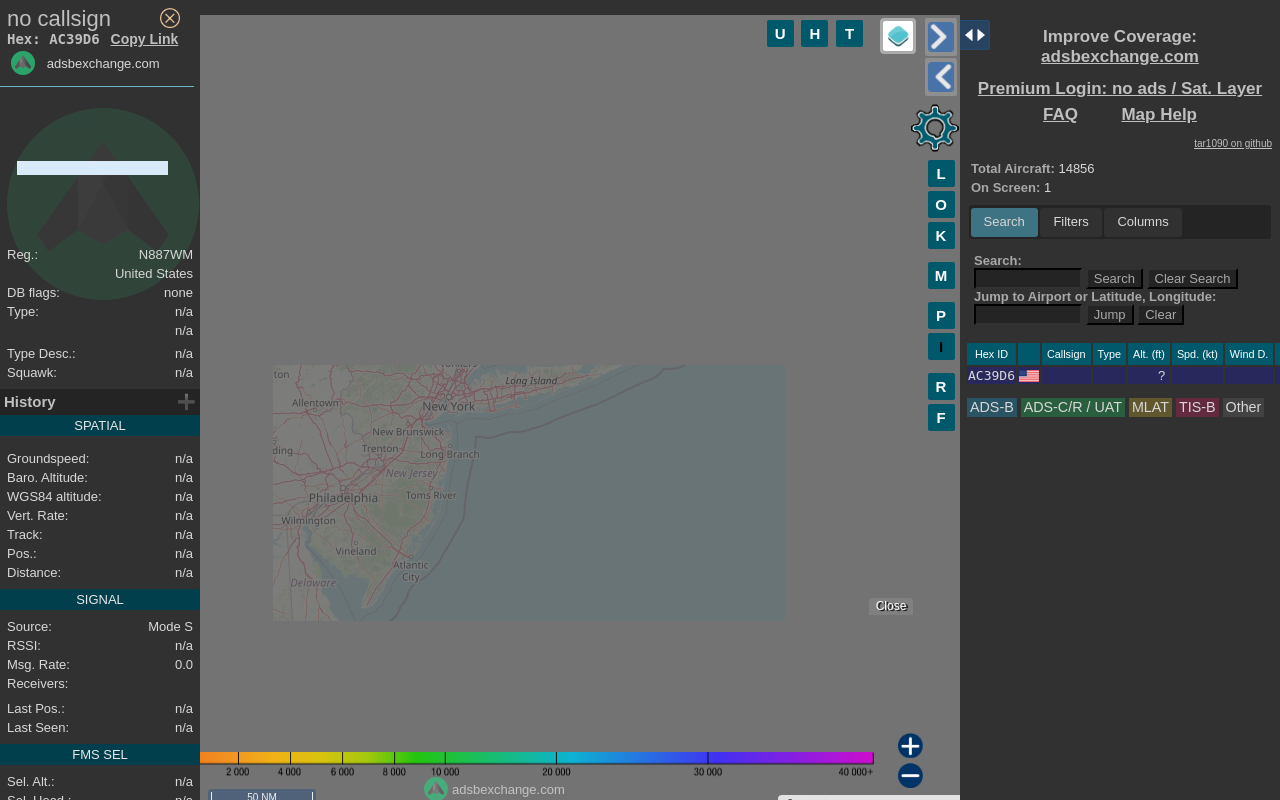 no callsign
Hex: AC39D6 Copy Link
adsbexchange.com
Reg.: N887WM
United States
DB flags: none
Type: n/a
n/a
Type Desc.: n/a
Squawk: n/a
History
SPATIAL
Groundspeed: n/a
Baro. Altitude: n/a
WGS84 altitude: n/a
Vert. Rate: n/a
Track: n/a
Pos.: n/a
Distance: n/a
SIGNAL
Source: Mode S
RSSI: n/a
Msg. Rate: 0.0
Receivers:
Last Pos.: n/a
Last Seen: n/a
FMS SEL
Sel. Alt.: n/a
U H T
L
O
K
M
P
I
R
F
ton
Long Island
Allentown
New York
New Brunswick
ding
Trenton
Long Branch
New Jersey
Philadelphia
Toms River
Wilmington
Vineland
Atlantic
City
Delaware
Close
2 000 4 000 6 000 8 000 10 000 20 000 30 000 40 000+
adsbexchange.com
50 NM
Improve Coverage:
adsbexchange.com
Premium Login: no ads / Sat. Layer
FAQ Map Help
tar1090 on github
Total Aircraft: 14856
On Screen: 1
Search Filters Columns
Search:
Search Clear Search
Jump to Airport or Latitude, Longitude:
Jump Clear
Hex ID Callsign Type Alt. (ft) Spd. (kt) Wind D.
AC39D6 ?
ADS-B ADS-C/R / UAT MLAT TIS-B Other